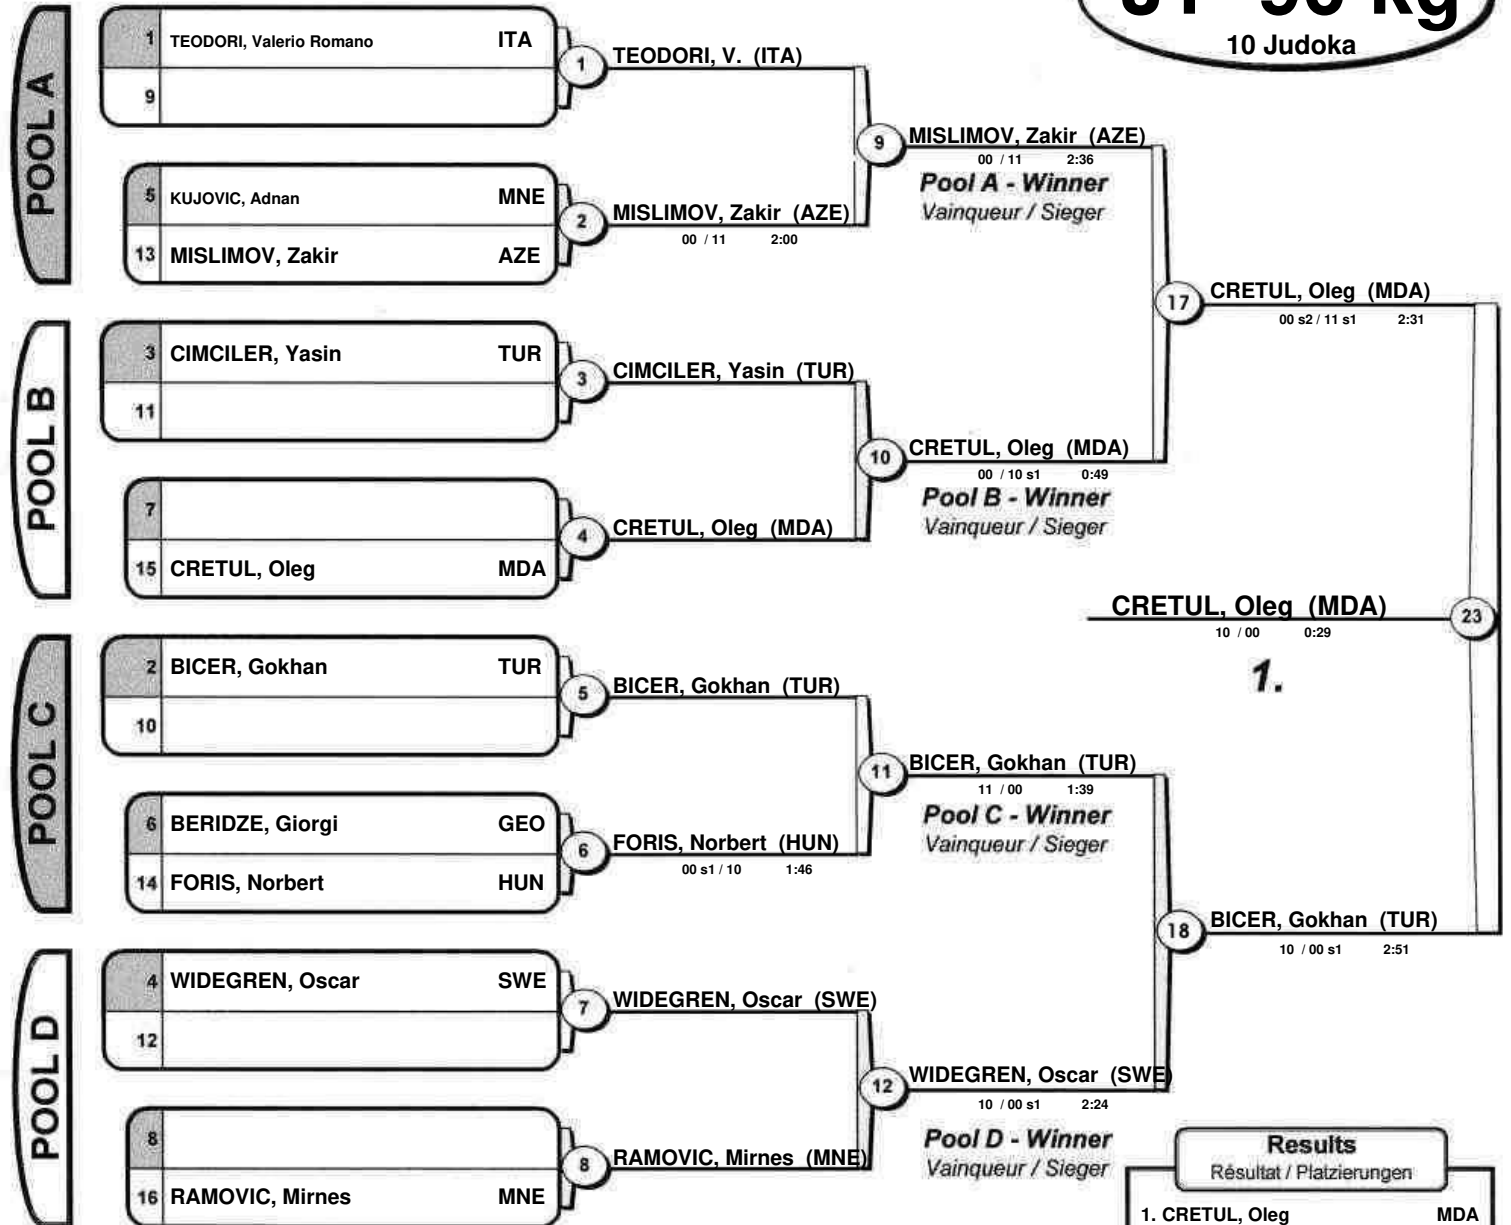 81 -90 kg
10 Judoka
POOL A
1 TEODORI, Valerio Romano ITA
9
1 TEODORI, V. (ITA)
5 KUJOVIC, Adnan MNE
13 MISLIMOV, Zakir AZE
2 MISLIMOV, Zakir (AZE)
00 / 11 2:00
9 MISLIMOV, Zakir (AZE)
00 / 11 2:36
Pool A - Winner
Vainqueur / Sieger
POOL B
3 CIMCILER, Yasin TUR
11
3 CIMCILER, Yasin (TUR)
7
15 CRETUL, Oleg MDA
4 CRETUL, Oleg (MDA)
10 CRETUL, Oleg (MDA)
00 / 10 s1 0:49
Pool B - Winner
Vainqueur / Sieger
17 CRETUL, Oleg (MDA)
00 s2 / 11 s1 2:31
CRETUL, Oleg (MDA) 23
10 / 00 0:29
1.
POOL C
2 BICER, Gokhan TUR
10
5 BICER, Gokhan (TUR)
6 BERIDZE, Giorgi GEO
14 FORIS, Norbert HUN
6 FORIS, Norbert (HUN)
00 s1 / 10 1:46
11 BICER, Gokhan (TUR)
11 / 00 1:39
Pool C - Winner
Vainqueur / Sieger
18 BICER, Gokhan (TUR)
10 / 00 s1 2:51
POOL D
4 WIDEGREN, Oscar SWE
12
7 WIDEGREN, Oscar (SWE)
8
16 RAMOVIC, Mirnes MNE
8 RAMOVIC, Mirnes (MNE)
12 WIDEGREN, Oscar (SWE)
10 / 00 s1 2:24
Pool D - Winner
Vainqueur / Sieger
Results
Résultat / Platzierungen
1. CRETUL, Oleg MDA